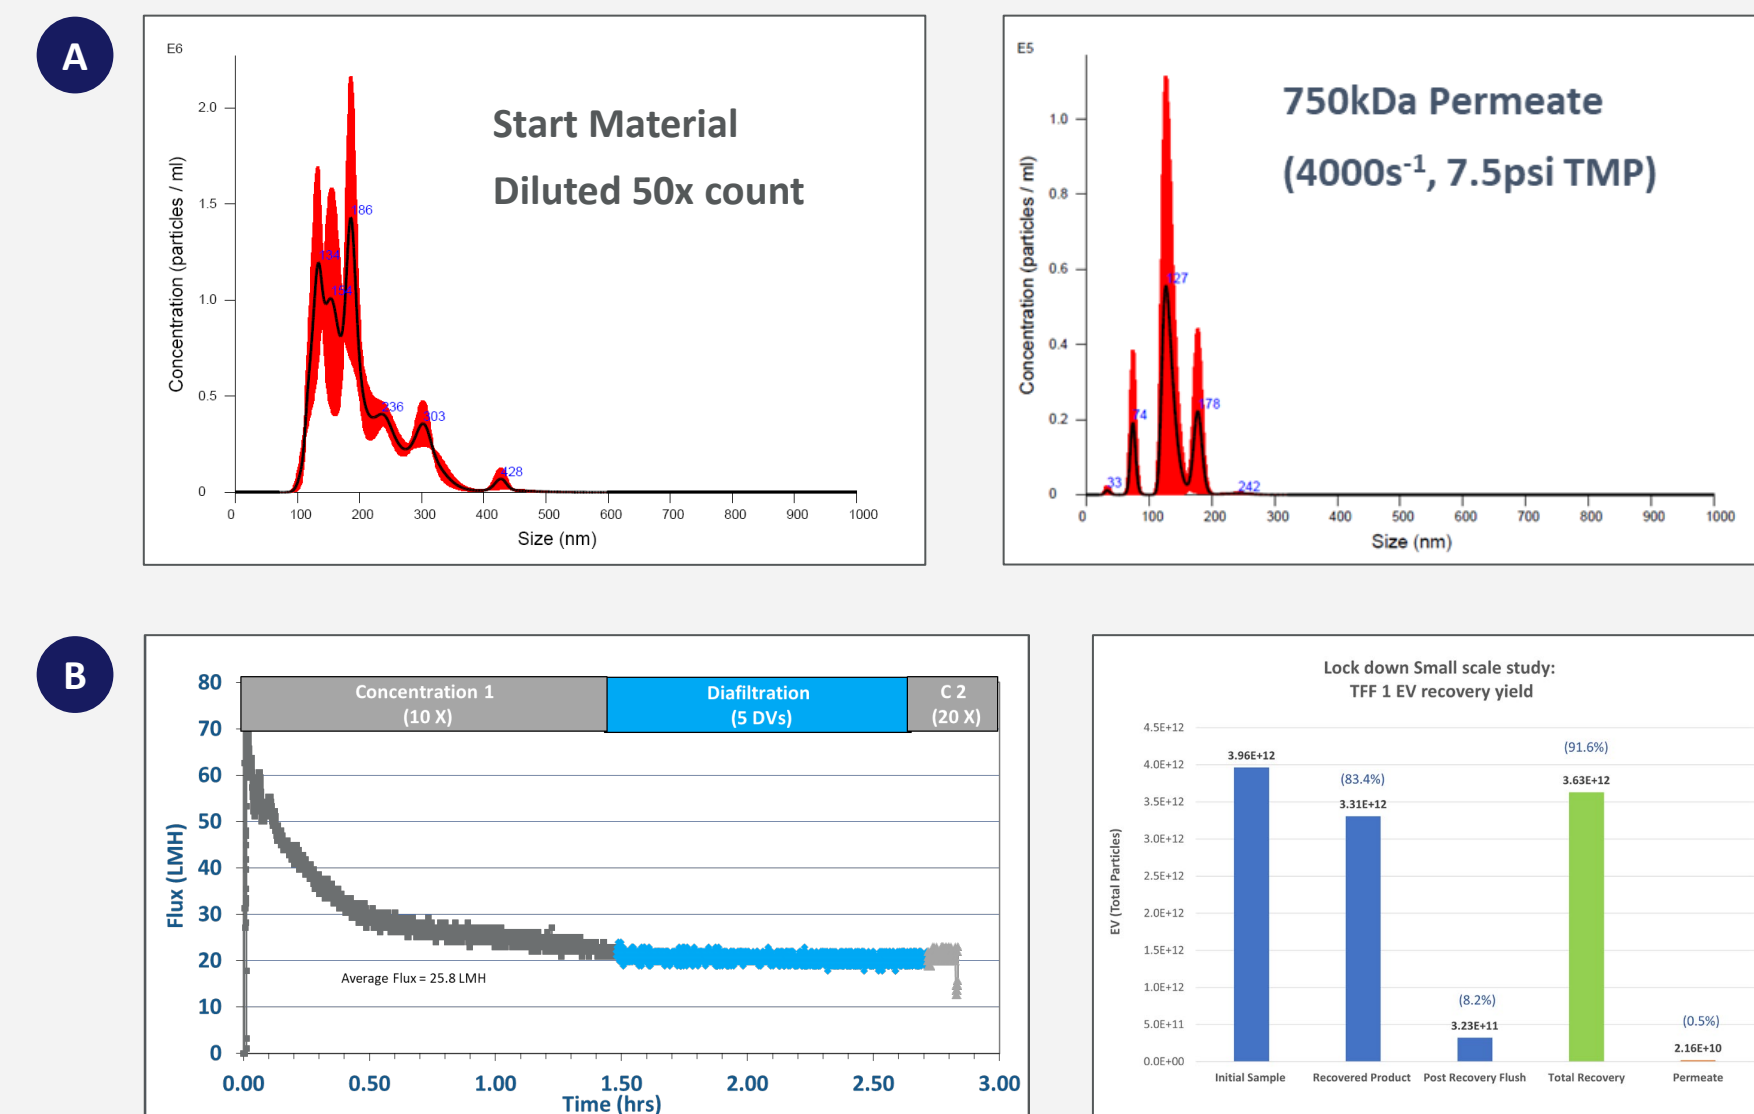 A
E6
Start Material
Diluted 50x count
Concentration (particles / ml)
2.0
1.5
1.0
0.5
0
186
134
154
236
303
428
0 100 200 300 400 500 600 700 800 900 1000
Size (nm)
E5
750kDa Permeate
(4000s⁻¹, 7.5psi TMP)
Concentration (particles / ml)
1.0
0.8
0.6
0.4
0.2
0
127
74
178
33
242
0 100 200 300 400 500 600 700 800 900 1000
Size (nm)
B
Concentration 1
(10 X)
Diafiltration
(5 DVs)
C 2
(20 X)
Flux (LMH)
80
70
60
50
40
30
20
10
0
Average Flux = 25.8 LMH
0.00 0.50 1.00 1.50 2.00 2.50 3.00
Time (hrs)
Lock down Small scale study:
TFF 1 EV recovery yield
EV (Total Particles)
4.5E+12
4.0E+12
3.5E+12
3.0E+12
2.5E+12
2.0E+12
1.5E+12
1.0E+12
5.0E+11
0.0E+00
3.96E+12
(83.4%)
3.31E+12
(8.2%)
3.23E+11
(91.6%)
3.63E+12
(0.5%)
2.16E+10
Initial Sample Recovered Product Post Recovery Flush Total Recovery Permeate